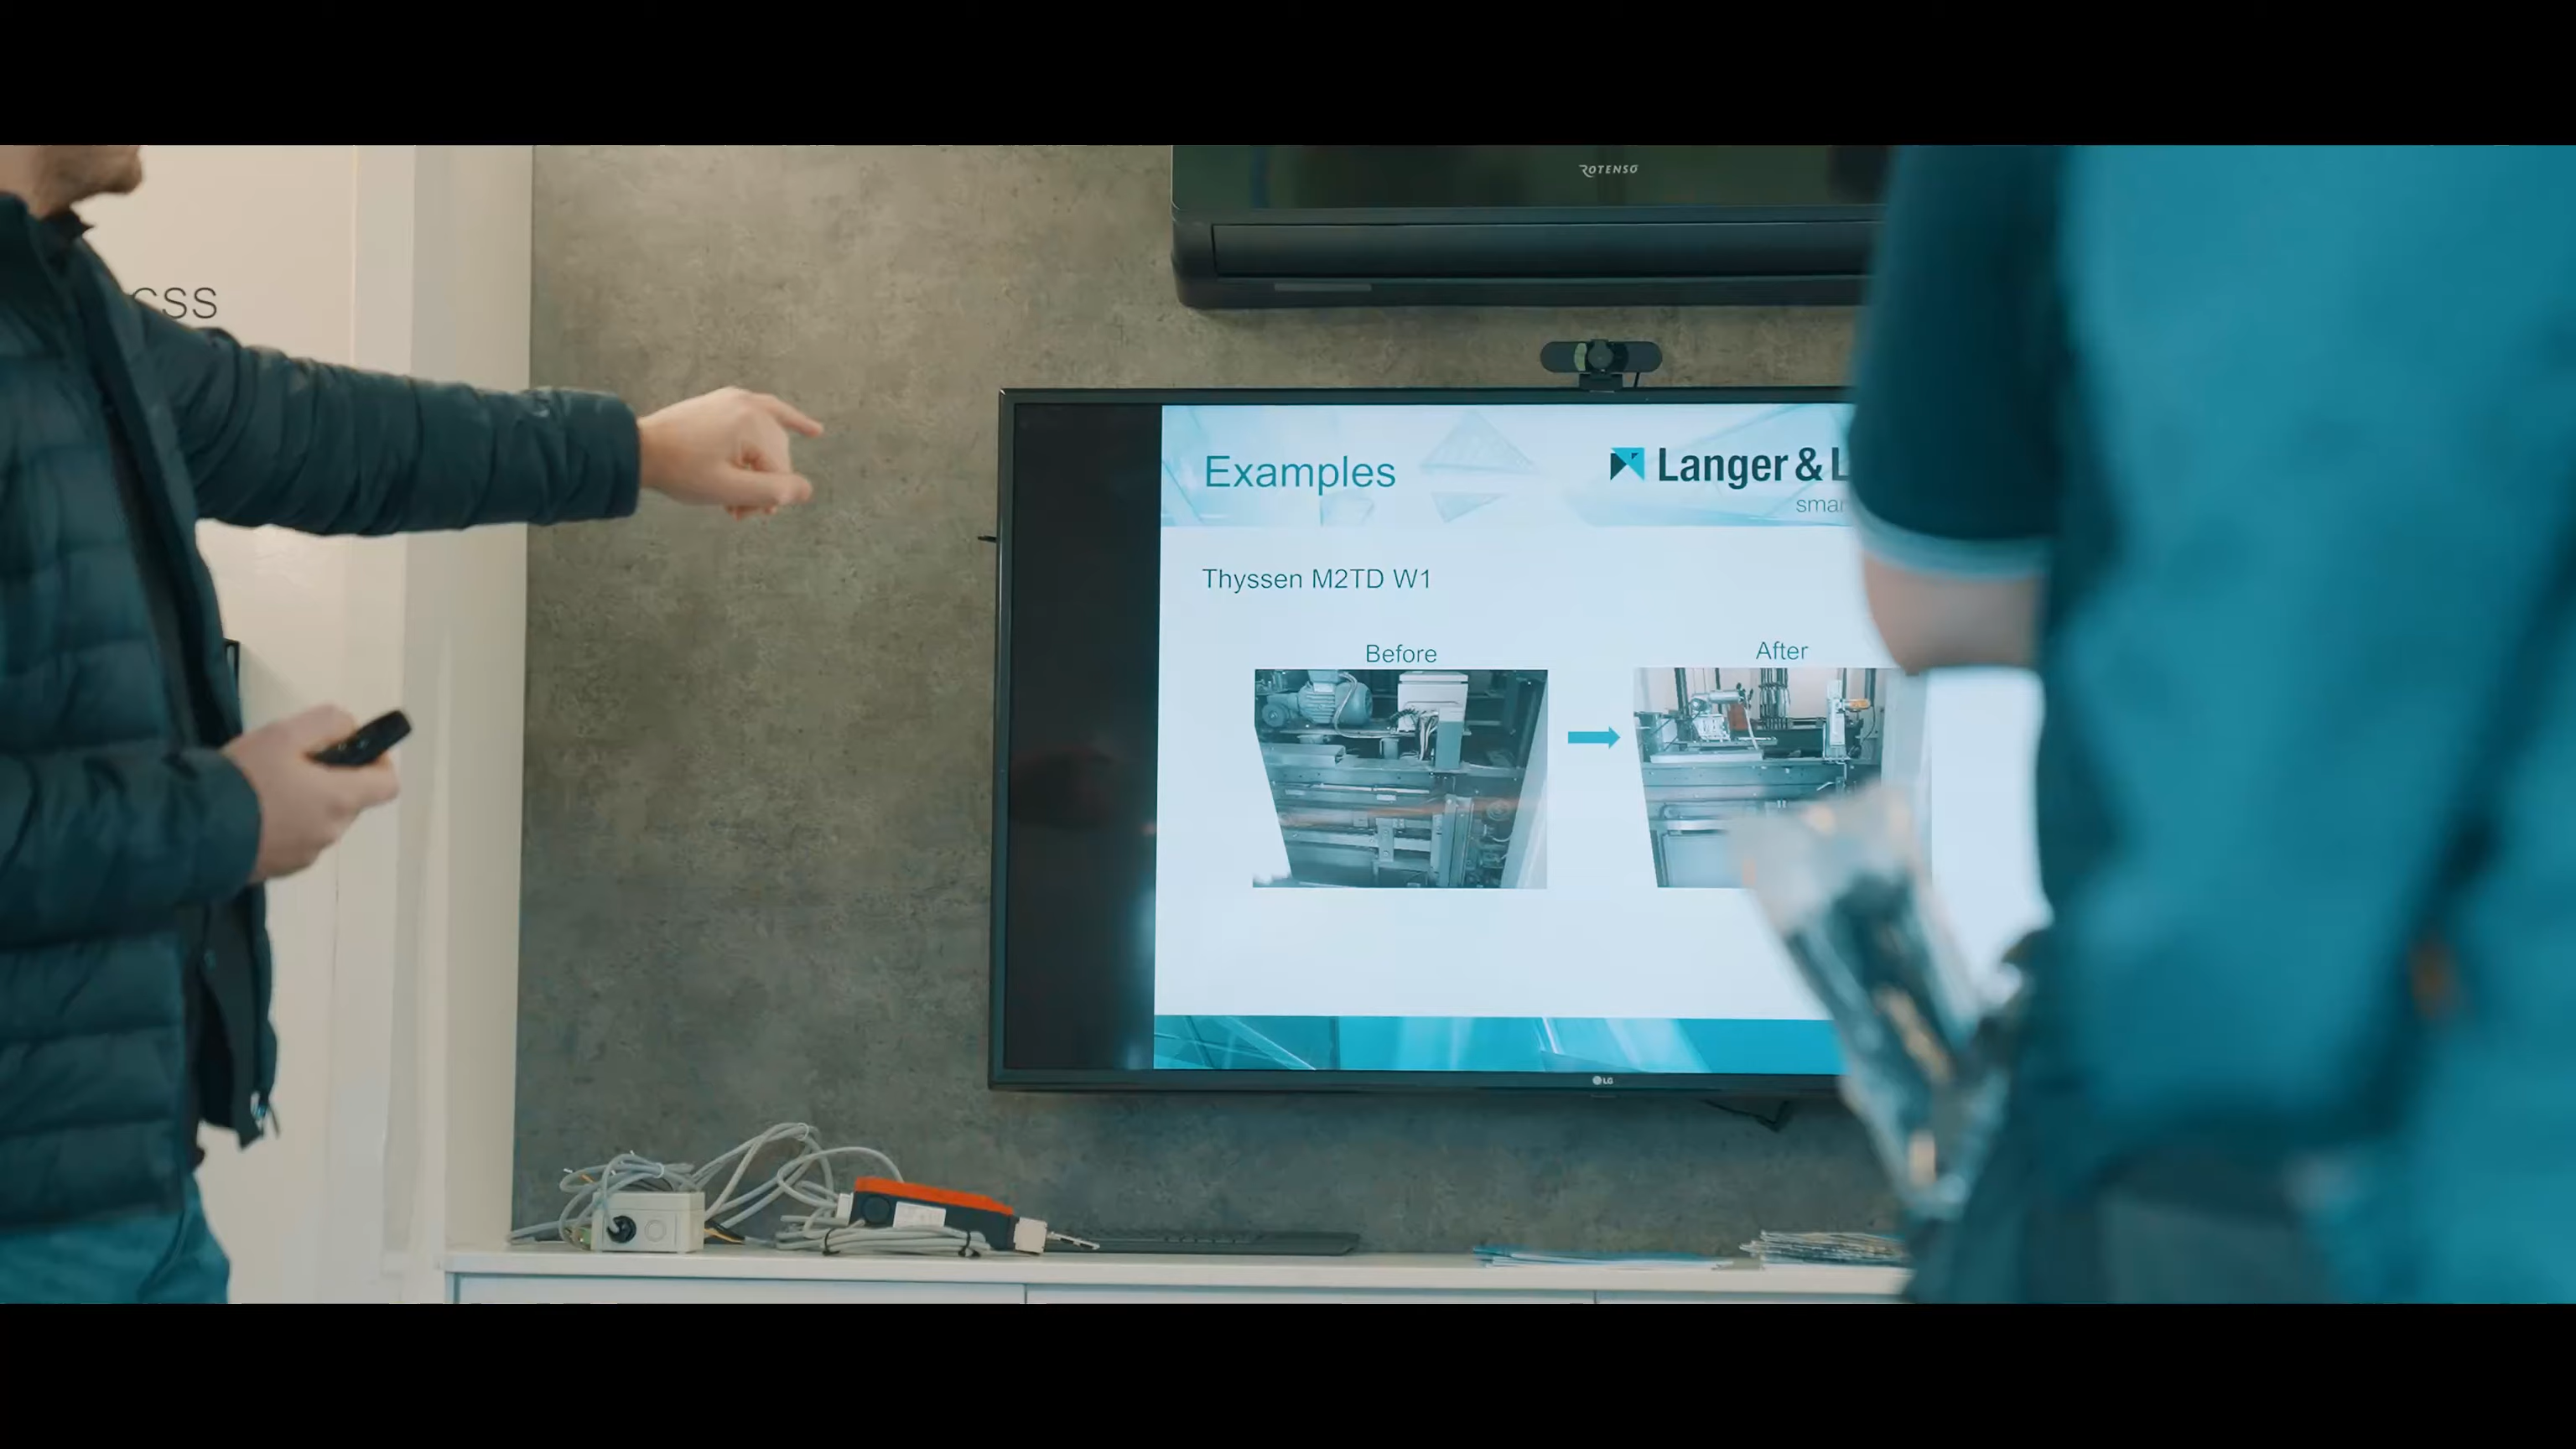 ROTENSO
CSS
Examples
Langer & L
smar
Thyssen M2TD W1
Before
After
LG